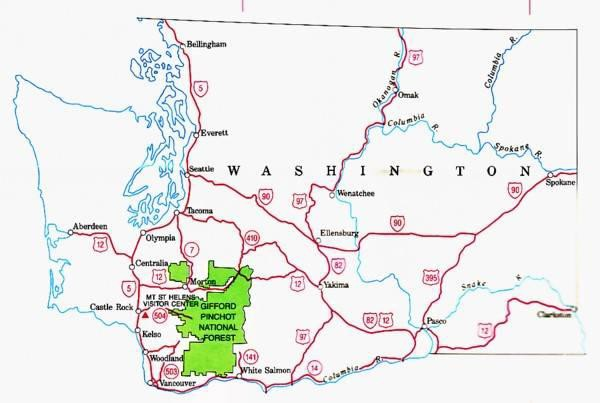 Bellingham
5
97
Okanogan R.
Omak
Columbia R.
Columbia R.
Everett
Spokane R.
Seattle
WASHINGTON
90
97
Wenatchee
90
Spokane
Tacoma
Aberdeen
12
Olympia
7
410
Ellensburg
90
Centralia
12
Morton
12
82
395
Snake R.
5
MT ST HELENS
VISITOR CENTER
Castle Rock
504
GIFFORD
PINCHOT
NATIONAL
FOREST
Yakima
Clarkston
Kelso
82
12
Pasco
12
97
Woodland
141
503
White Salmon
14
Columbia R.
Vancouver